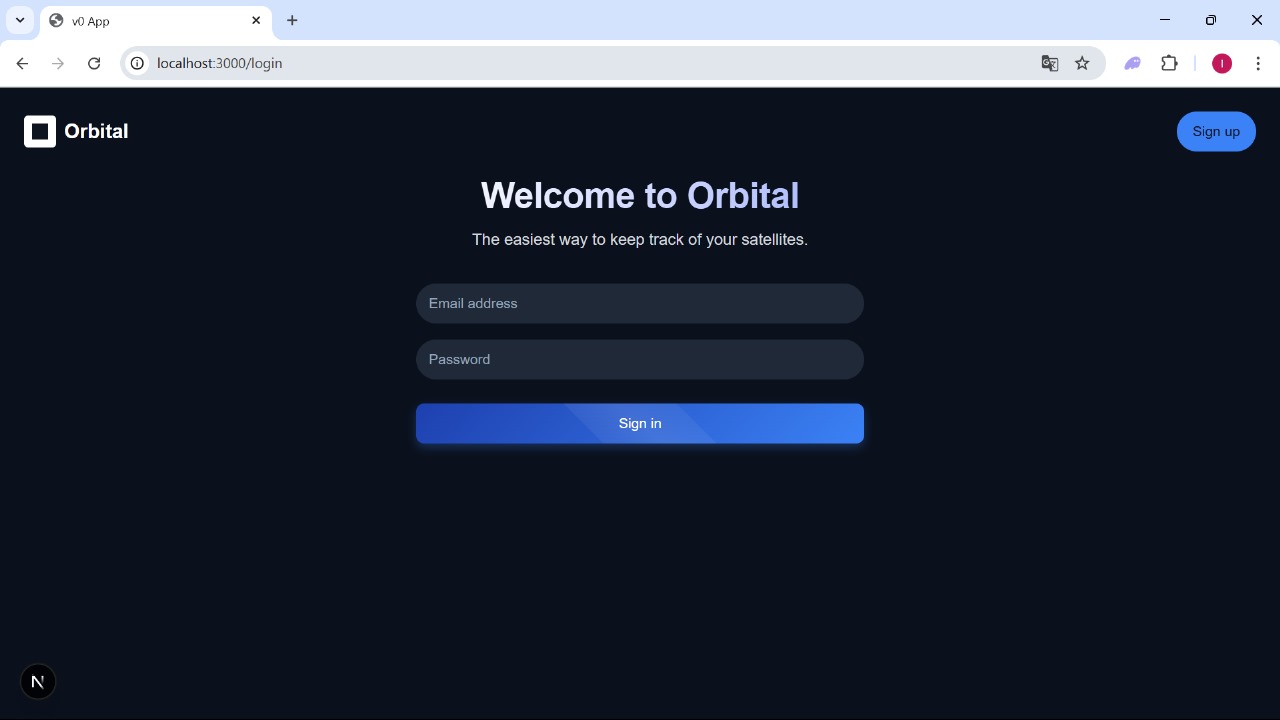 v0 App
localhost:3000/login
Orbital
Sign up
Welcome to Orbital
The easiest way to keep track of your satellites.
Email address
Password
Sign in
N
I